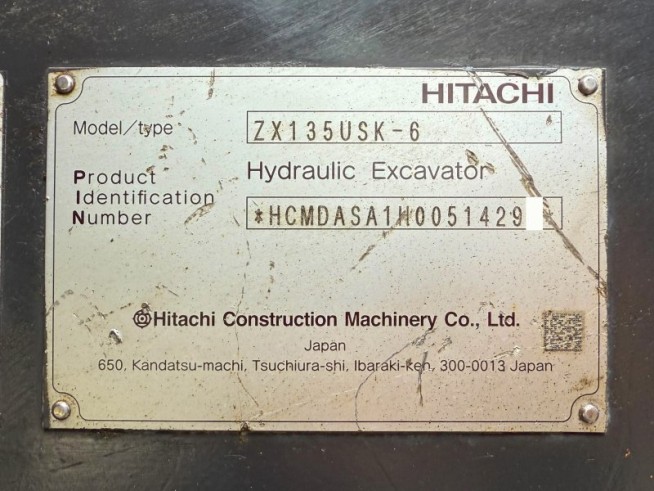 HITACHI
Model/type ZX135USK-6
Hydraulic Excavator
Product
Identification
Number *HCMDASA1H0051429
Hitachi Construction Machinery Co., Ltd.
Japan
650, Kandatsu-machi, Tsuchiura-shi, Ibaraki-ken, 300-0013 Japan